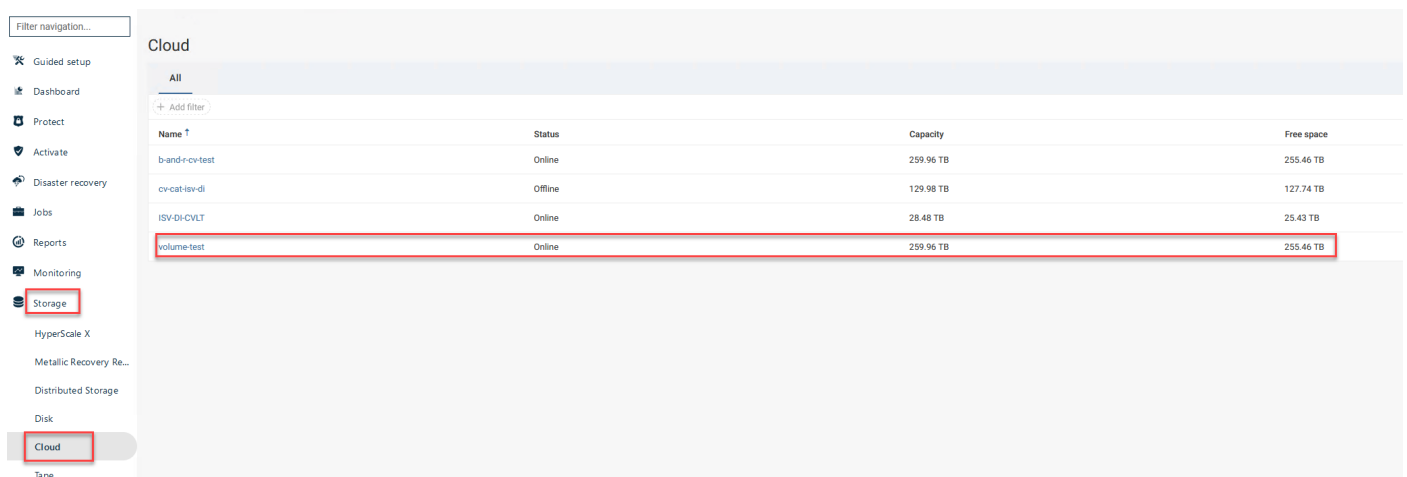 Filter navigation...
Guided setup
Dashboard
Protect
Activate
Disaster recovery
Jobs
Reports
Monitoring
Storage
HyperScale X
Metallic Recovery Re...
Distributed Storage
Disk
Cloud
Tape
Cloud
All
+ Add filter
Name ↑ Status Capacity Free space
b-and-r-cv-test Online 259.96 TB 255.46 TB
cv-cat-isv-di Offline 129.98 TB 127.74 TB
ISV-DI-CVLT Online 28.48 TB 25.43 TB
volume-test Online 259.96 TB 255.46 TB